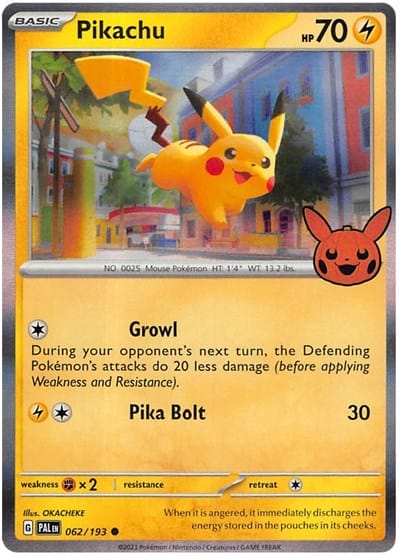 BASIC
Pikachu
HP 70
NO. 0025 Mouse Pokémon HT: 1'4" WT: 13.2 lbs.
Growl
During your opponent's next turn, the Defending
Pokémon's attacks do 20 less damage (before applying
Weakness and Resistance).
Pika Bolt 30
weakness ×2 resistance retreat
Illus. OKACHEKE
G PAL EN 062/193
When it is angered, it immediately discharges the
energy stored in the pouches in its cheeks.
©2023 Pokémon / Nintendo / Creatures / GAME FREAK